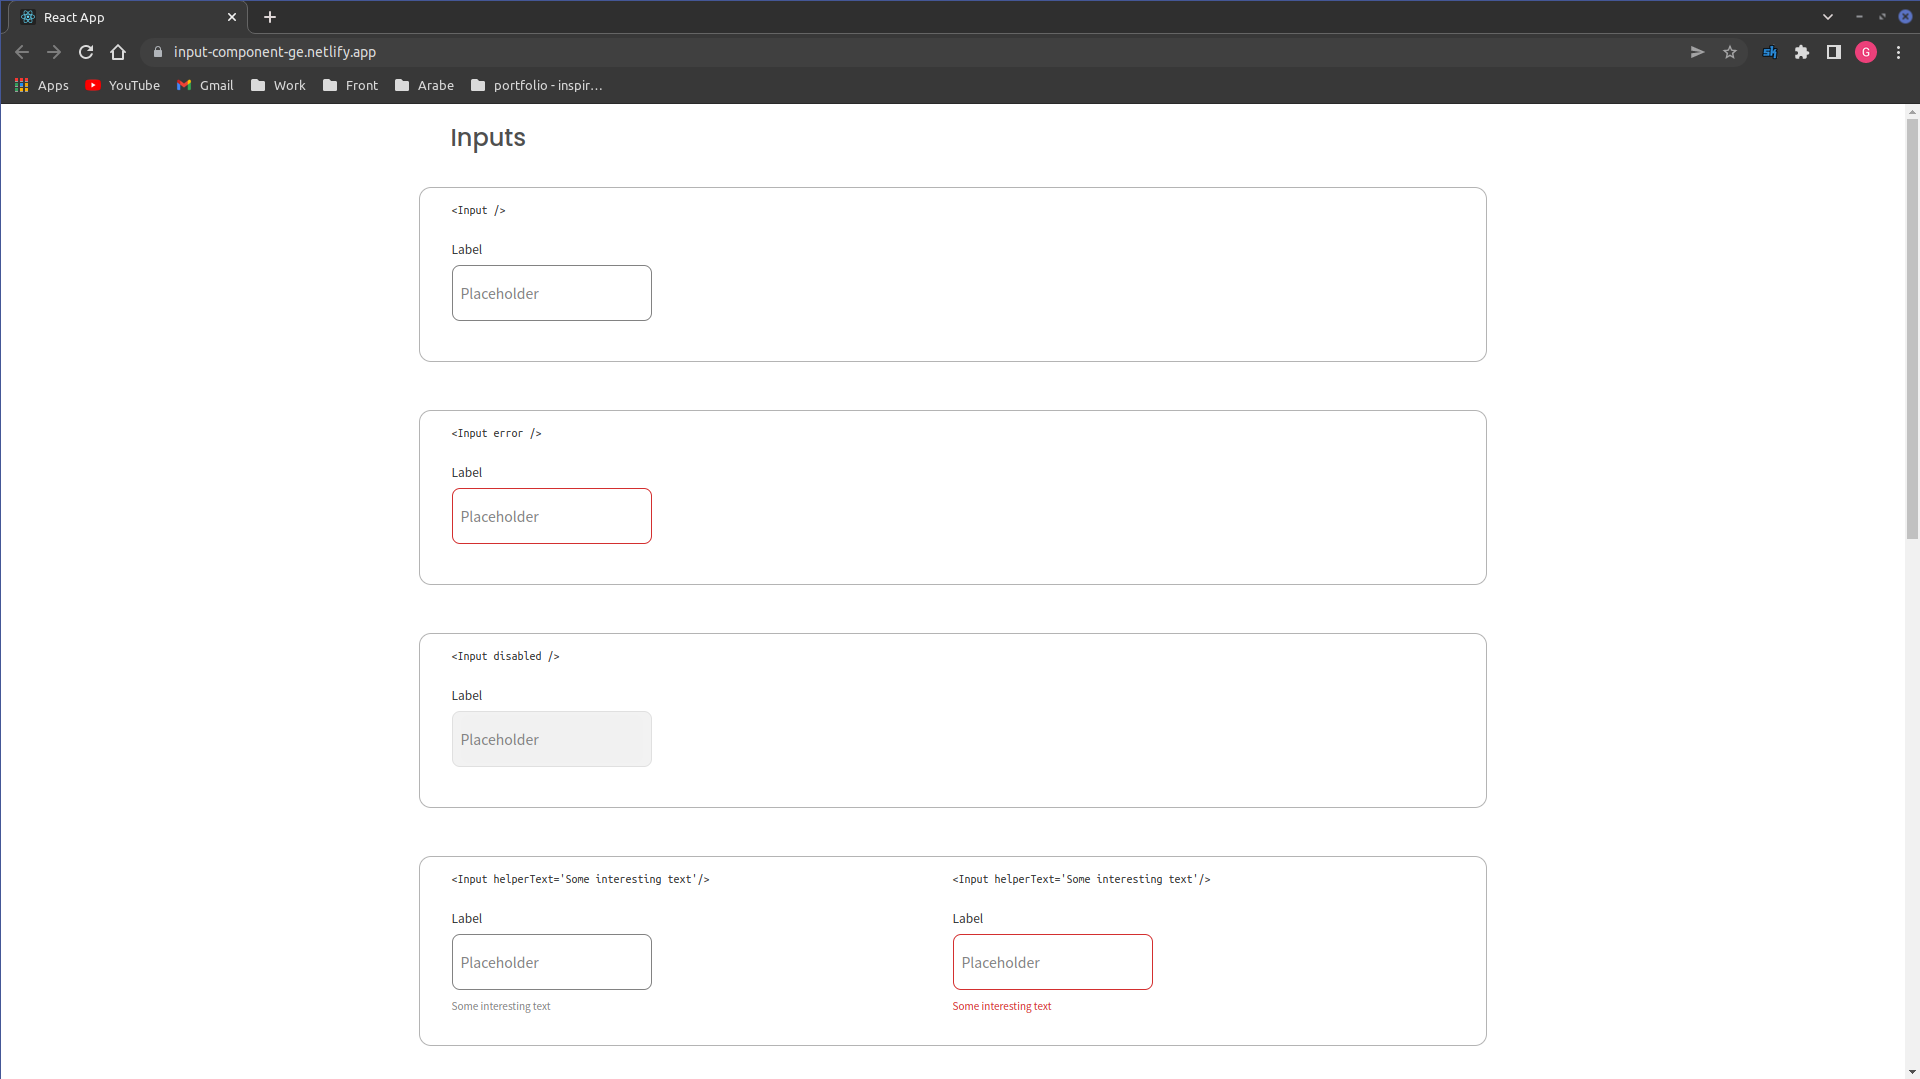 React App
input-component-ge.netlify.app
G
Apps YouTube Gmail Work Front Arabe portfolio - inspir...
Inputs
<Input />
Label
Placeholder
<Input error />
Label
Placeholder
<Input disabled />
Label
Placeholder
<Input helperText='Some interesting text'/>
Label
Placeholder
Some interesting text
<Input helperText='Some interesting text'/>
Label
Placeholder
Some interesting text